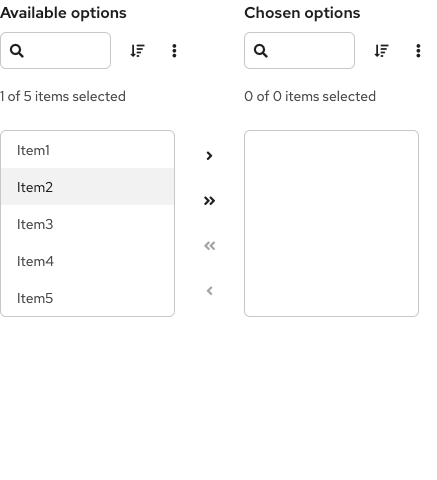 Available options
1 of 5 items selected
Item1
Item2
Item3
Item4
Item5
Chosen options
0 of 0 items selected